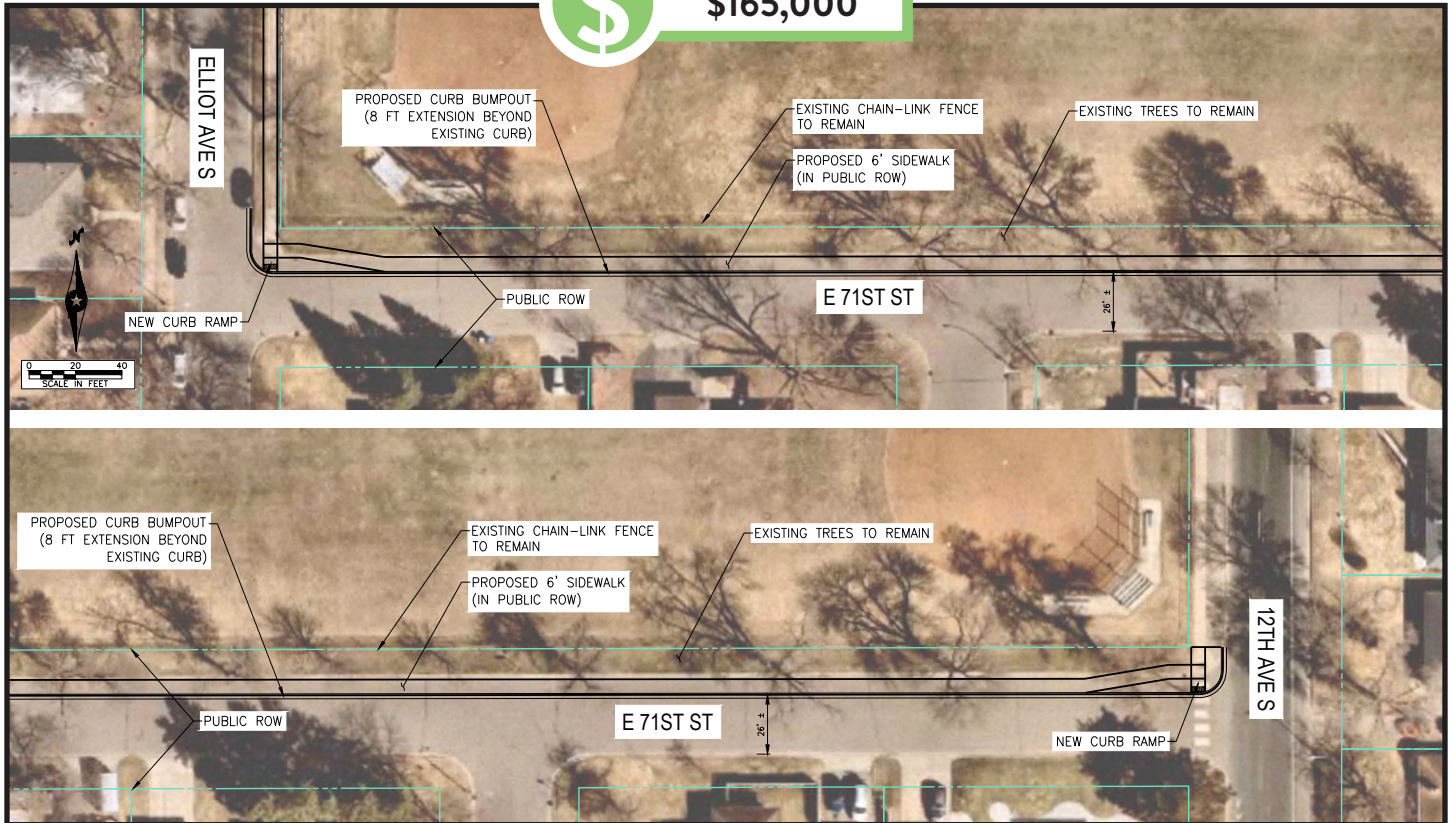 $
$165,000
ELLIOT AVE S
PROPOSED CURB BUMPOUT
(8 FT EXTENSION BEYOND
EXISTING CURB)
EXISTING CHAIN-LINK FENCE
TO REMAIN
EXISTING TREES TO REMAIN
PROPOSED 6' SIDEWALK
(IN PUBLIC ROW)
N
PUBLIC ROW
E 71ST ST
26' ±
NEW CURB RAMP
0 20 40
SCALE IN FEET
PROPOSED CURB BUMPOUT
(8 FT EXTENSION BEYOND
EXISTING CURB)
EXISTING CHAIN-LINK FENCE
TO REMAIN
EXISTING TREES TO REMAIN
PROPOSED 6' SIDEWALK
(IN PUBLIC ROW)
12TH AVE S
PUBLIC ROW
E 71ST ST
26' ±
NEW CURB RAMP